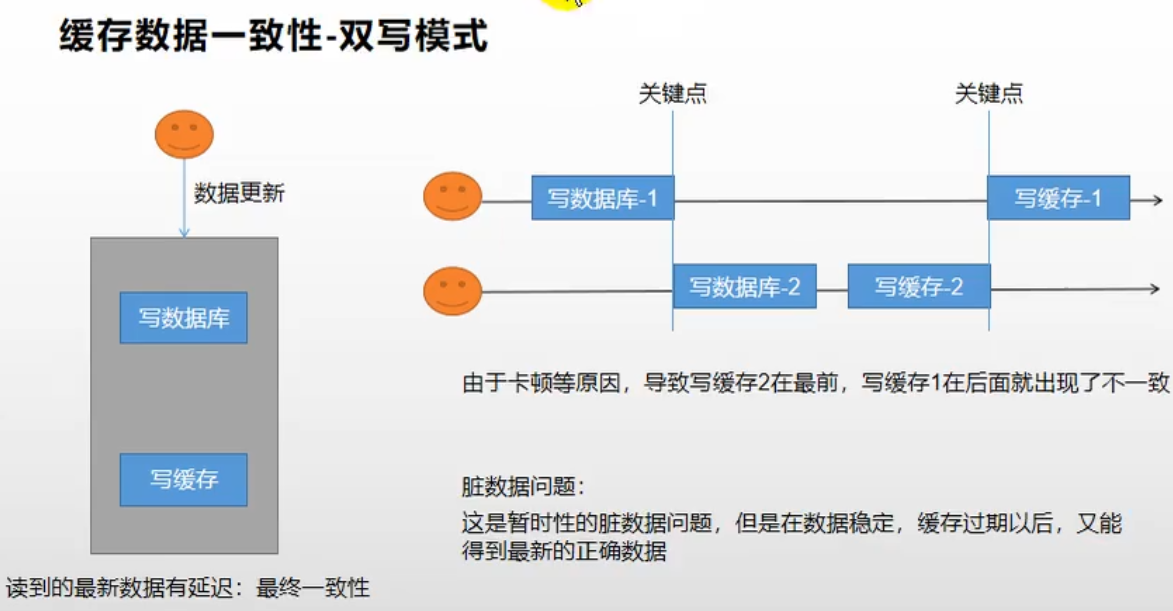 缓存数据一致性-双写模式
数据更新
写数据库
写缓存
读到的最新数据有延迟：最终一致性
关键点
关键点
写数据库-1
写缓存-1
写数据库-2
写缓存-2
由于卡顿等原因，导致写缓存2在最前，写缓存1在后面就出现了不一致
脏数据问题：
这是暂时性的脏数据问题，但是在数据稳定，缓存过期以后，又能
得到最新的正确数据